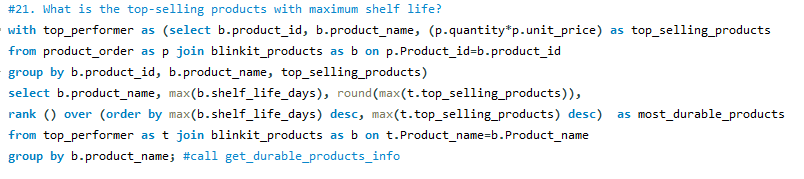 #21. What is the top-selling products with maximum shelf life?
with top_performer as (select b.product_id, b.product_name, (p.quantity*p.unit_price) as top_selling_products
from product_order as p join blinkit_products as b on p.Product_id=b.product_id
group by b.product_id, b.product_name, top_selling_products)
select b.product_name, max(b.shelf_life_days), round(max(t.top_selling_products)),
rank () over (order by max(b.shelf_life_days) desc, max(t.top_selling_products) desc)  as most_durable_products
from top_performer as t join blinkit_products as b on t.Product_name=b.Product_name
group by b.product_name; #call get_durable_products_info